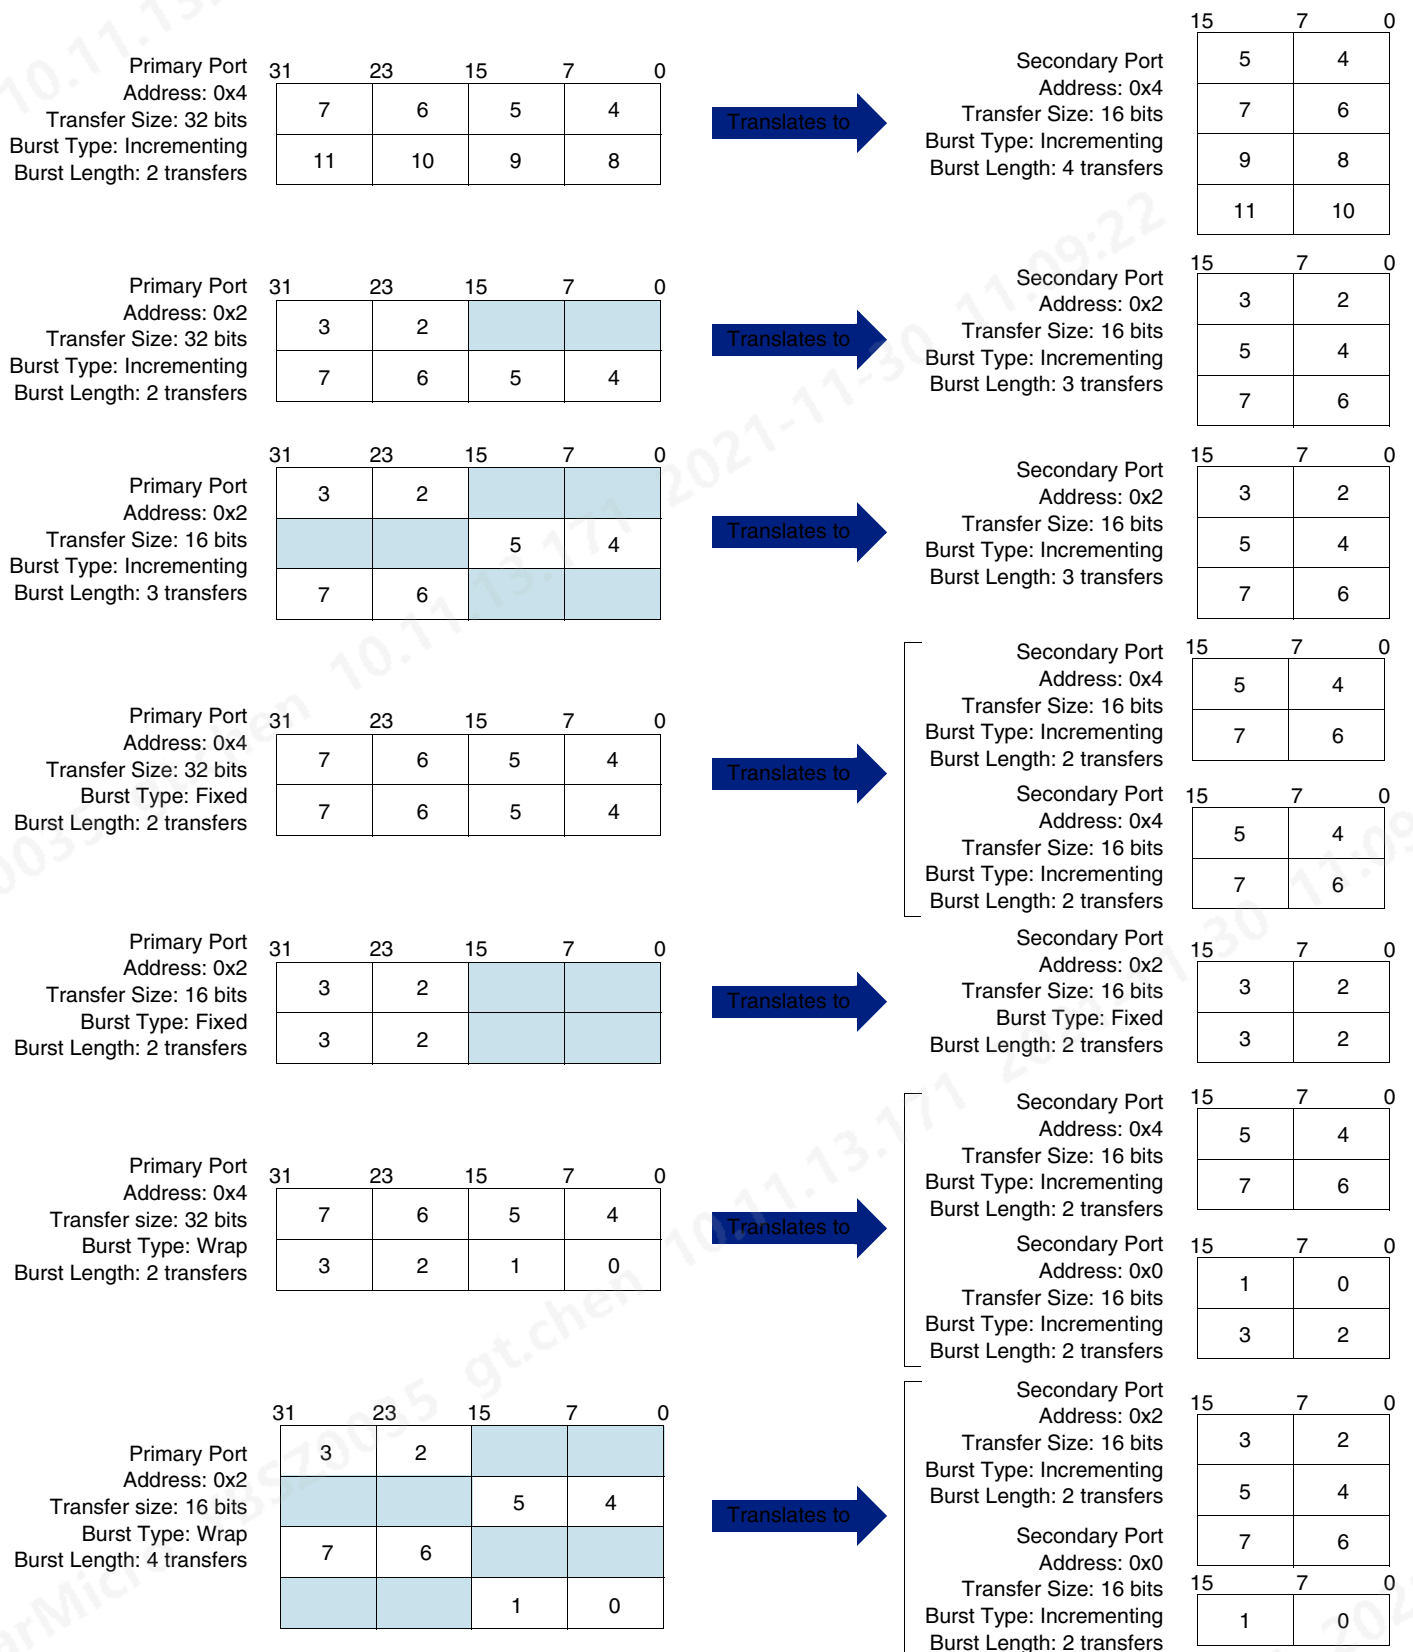 15 7 0
Primary Port 31 23 15 7 0 Secondary Port 5 4
Address: 0x4 Address: 0x4
Transfer Size: 32 bits 7 6 5 4 Translates to Transfer Size: 16 bits 7 6
Burst Type: Incrementing Burst Type: Incrementing
Burst Length: 2 transfers 11 10 9 8 Burst Length: 4 transfers 9 8
11 10
15 7 0
Primary Port 31 23 15 7 0 Secondary Port
Address: 0x2 Address: 0x2 3 2
Transfer Size: 32 bits 3 2 Translates to Transfer Size: 16 bits
Burst Type: Incrementing Burst Type: Incrementing 5 4
Burst Length: 2 transfers 7 6 5 4 Burst Length: 3 transfers
7 6
31 23 15 7 0 15 7 0
Primary Port 3 2 Secondary Port 3 2
Address: 0x2 Address: 0x2
Transfer Size: 16 bits 5 4 Translates to Transfer Size: 16 bits 5 4
Burst Type: Incrementing Burst Type: Incrementing
Burst Length: 3 transfers 7 6 Burst Length: 3 transfers 7 6
15 7 0
Secondary Port
Address: 0x4 5 4
Transfer Size: 16 bits
Burst Type: Incrementing 7 6
Burst Length: 2 transfers
Primary Port 31 23 15 7 0
Address: 0x4
Transfer Size: 32 bits 7 6 5 4 Translates to
Burst Type: Fixed
Burst Length: 2 transfers 7 6 5 4
Secondary Port 15 7 0
Address: 0x4
Transfer Size: 16 bits 5 4
Burst Type: Incrementing
Burst Length: 2 transfers 7 6
Primary Port 31 23 15 7 0 Secondary Port 15 7 0
Address: 0x2 Address: 0x2
Transfer Size: 16 bits 3 2 Translates to Transfer Size: 16 bits 3 2
Burst Type: Fixed Burst Type: Fixed
Burst Length: 2 transfers 3 2 Burst Length: 2 transfers 3 2
15 7 0
Secondary Port
Address: 0x4 5 4
Transfer Size: 16 bits
Burst Type: Incrementing 7 6
Burst Length: 2 transfers
Primary Port 31 23 15 7 0
Address: 0x4
Transfer size: 32 bits 7 6 5 4 Translates to
Burst Type: Wrap
Burst Length: 2 transfers 3 2 1 0
Secondary Port 15 7 0
Address: 0x0
Transfer Size: 16 bits 1 0
Burst Type: Incrementing
Burst Length: 2 transfers 3 2
Secondary Port 15 7 0
Address: 0x2
Transfer Size: 16 bits 3 2
Burst Type: Incrementing
Burst Length: 2 transfers 5 4
7 6
31 23 15 7 0
Primary Port 3 2
Address: 0x2
Transfer size: 16 bits 5 4 Translates to
Burst Type: Wrap
Burst Length: 4 transfers 7 6
1 0
Secondary Port
Address: 0x0
Transfer Size: 16 bits 15 7 0
Burst Type: Incrementing 1 0
Burst Length: 2 transfers
10.11.13.171 2021-11-30 11:09:22
gt.chen 10.11.13.171